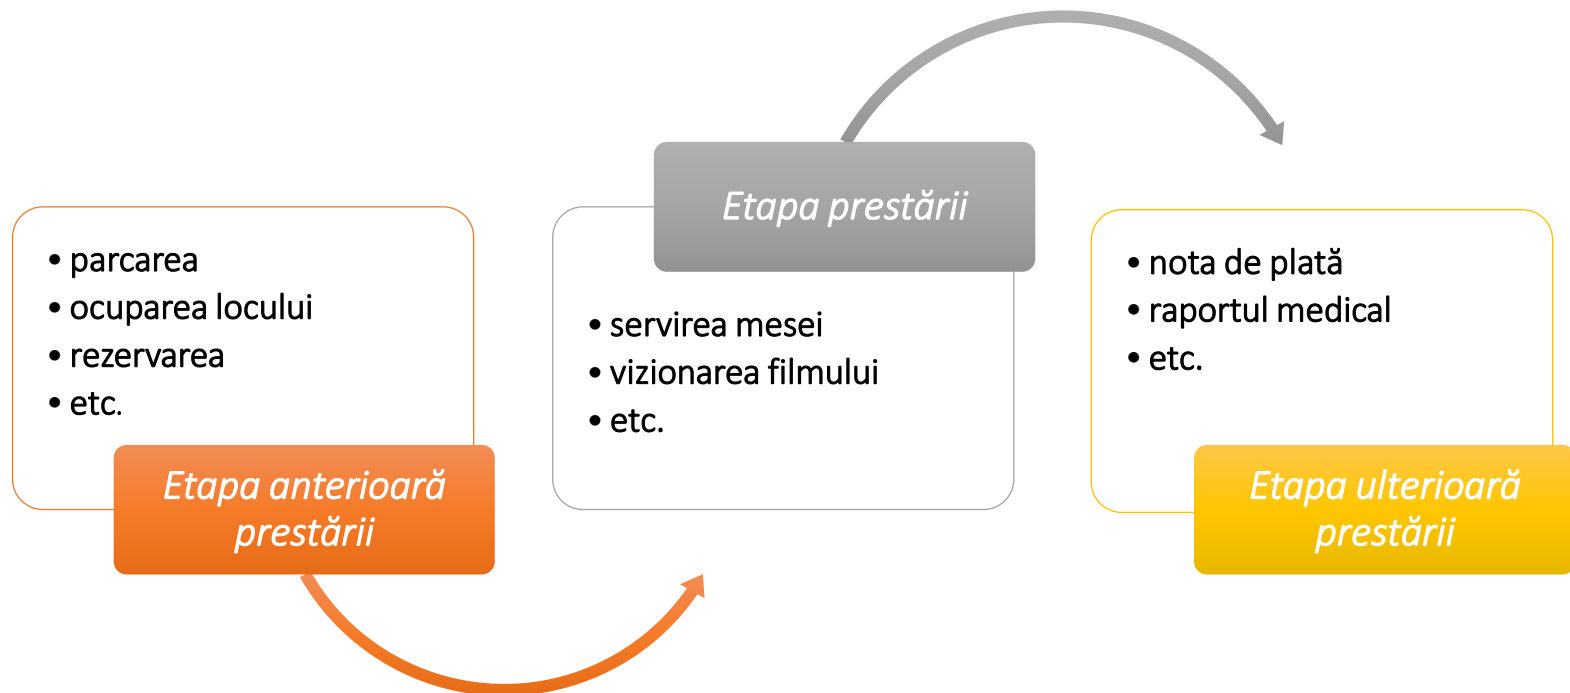 • parcarea
• ocuparea locului
• rezervarea
• etc.
Etapa anterioară
prestării
Etapa prestării
• servirea mesei
• vizionarea filmului
• etc.
• nota de plată
• raportul medical
• etc.
Etapa ulterioară
prestării